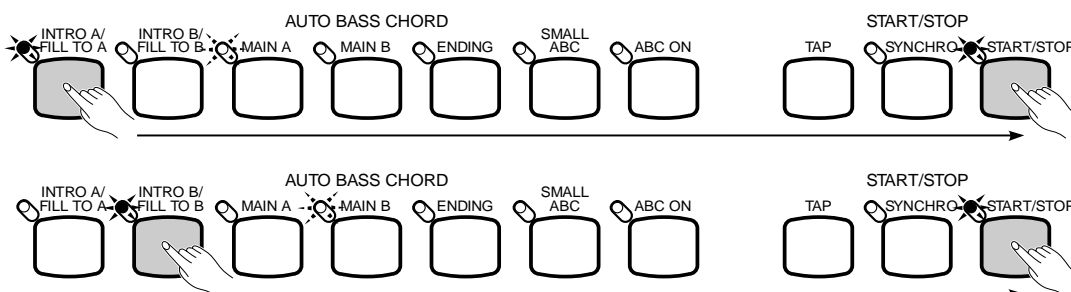 AUTO BASS CHORD START/STOP
INTRO A/ INTRO B/ SMALL
FILL TO A FILL TO B MAIN A MAIN B ENDING ABC ABC ON TAP SYNCHRO START/STOP
AUTO BASS CHORD START/STOP
INTRO A/ INTRO B/ SMALL
FILL TO A FILL TO B MAIN A MAIN B ENDING ABC ABC ON TAP SYNCHRO START/STOP